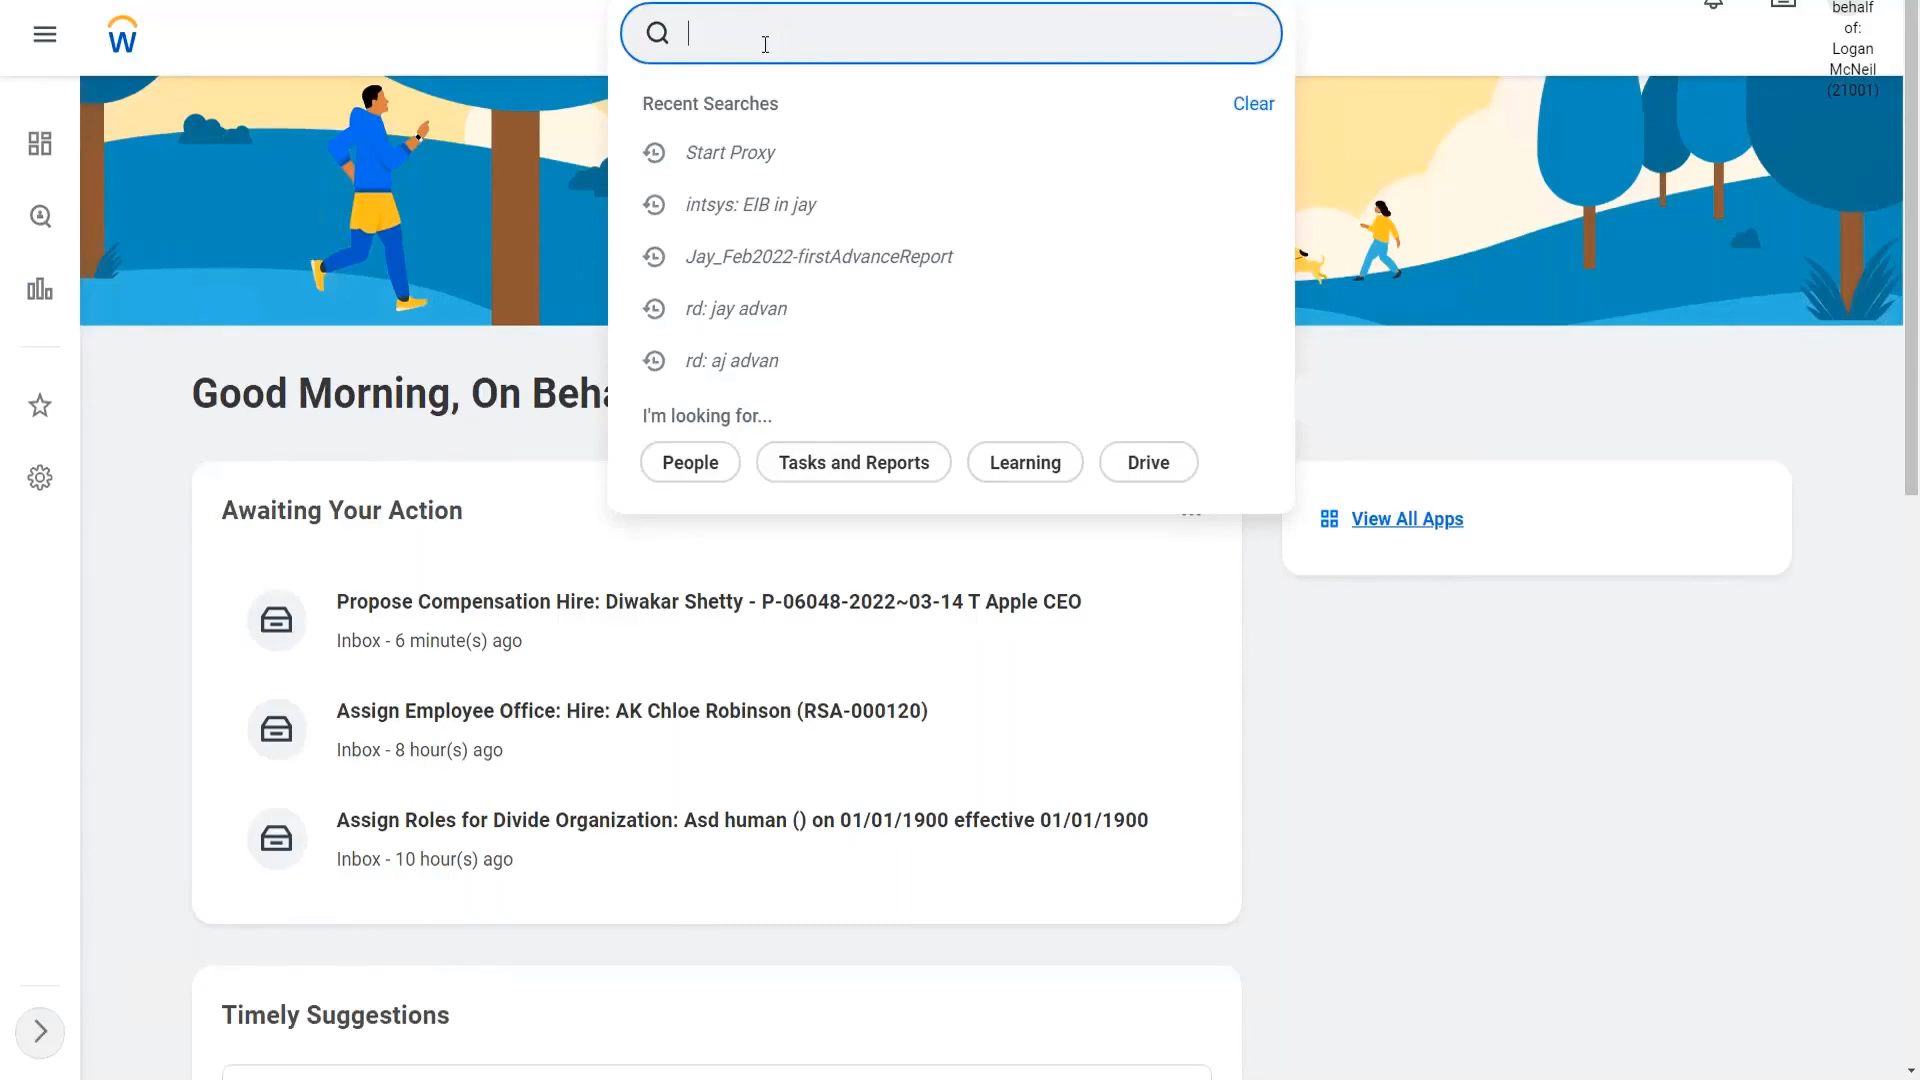 W
behalf
of:
Logan
McNeil
(21001)
Recent Searches
Clear
Start Proxy
intsys: EIB in jay
Jay_Feb2022-firstAdvanceReport
rd: jay advan
rd: aj advan
I'm looking for...
People
Tasks and Reports
Learning
Drive
Good Morning, On Beha
Awaiting Your Action
View All Apps
Propose Compensation Hire: Diwakar Shetty - P-06048-2022~03-14 T Apple CEO
Inbox - 6 minute(s) ago
Assign Employee Office: Hire: AK Chloe Robinson (RSA-000120)
Inbox - 8 hour(s) ago
Assign Roles for Divide Organization: Asd human () on 01/01/1900 effective 01/01/1900
Inbox - 10 hour(s) ago
Timely Suggestions